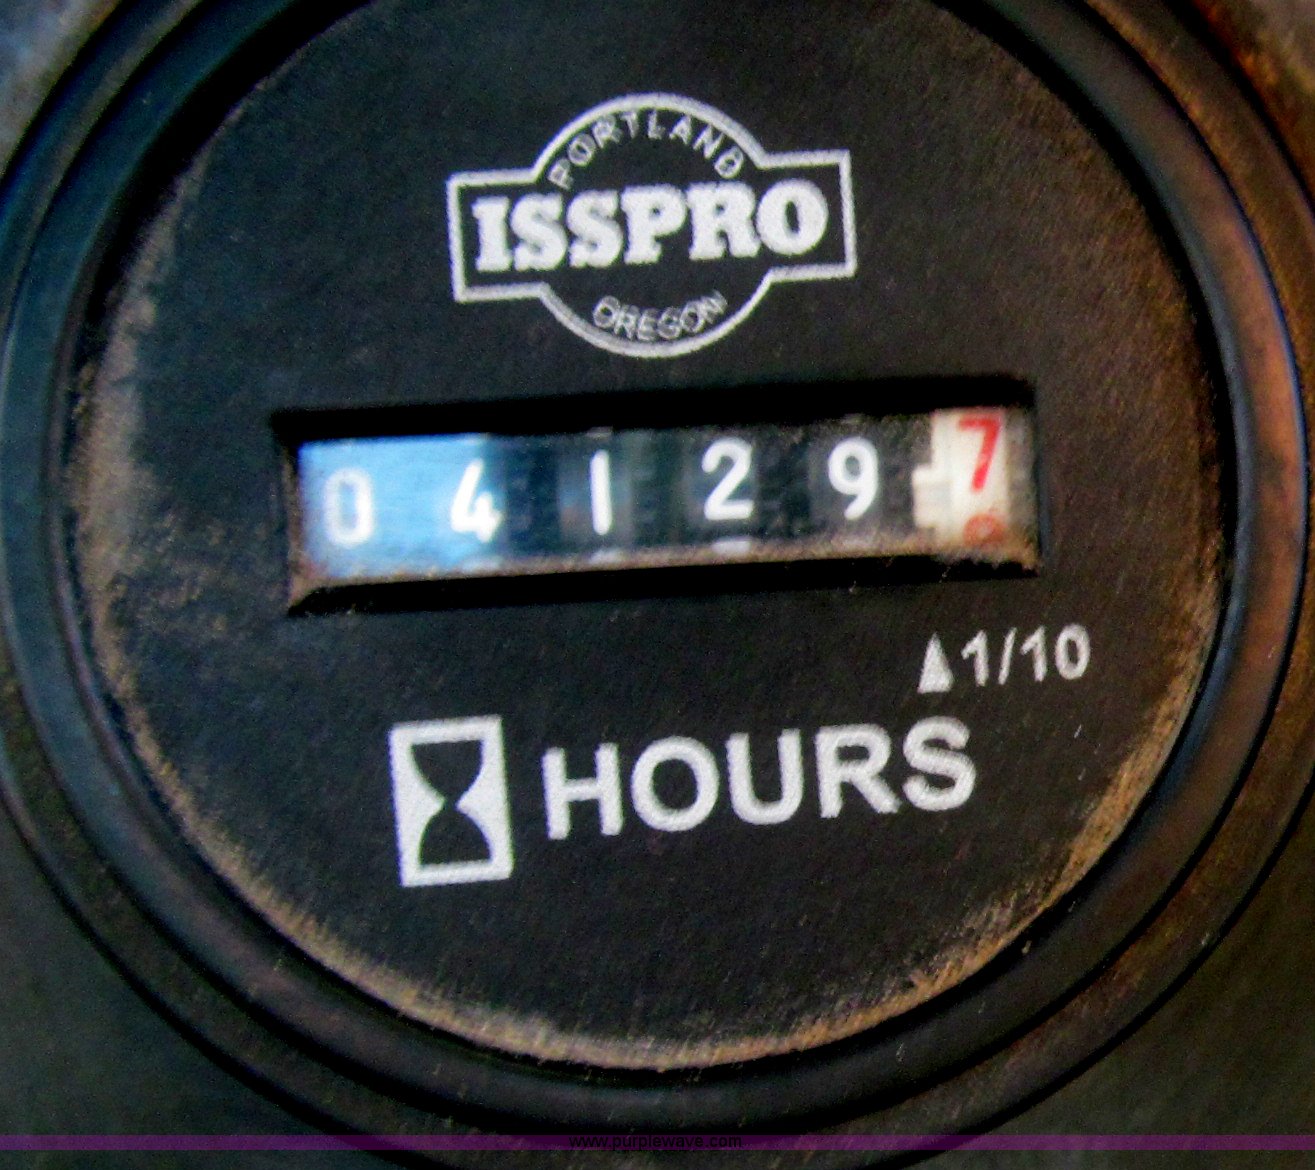 PORTLAND
ISSPRO
OREGON
0 4 1 2 9 7
1/10
HOURS
www.purplewave.com